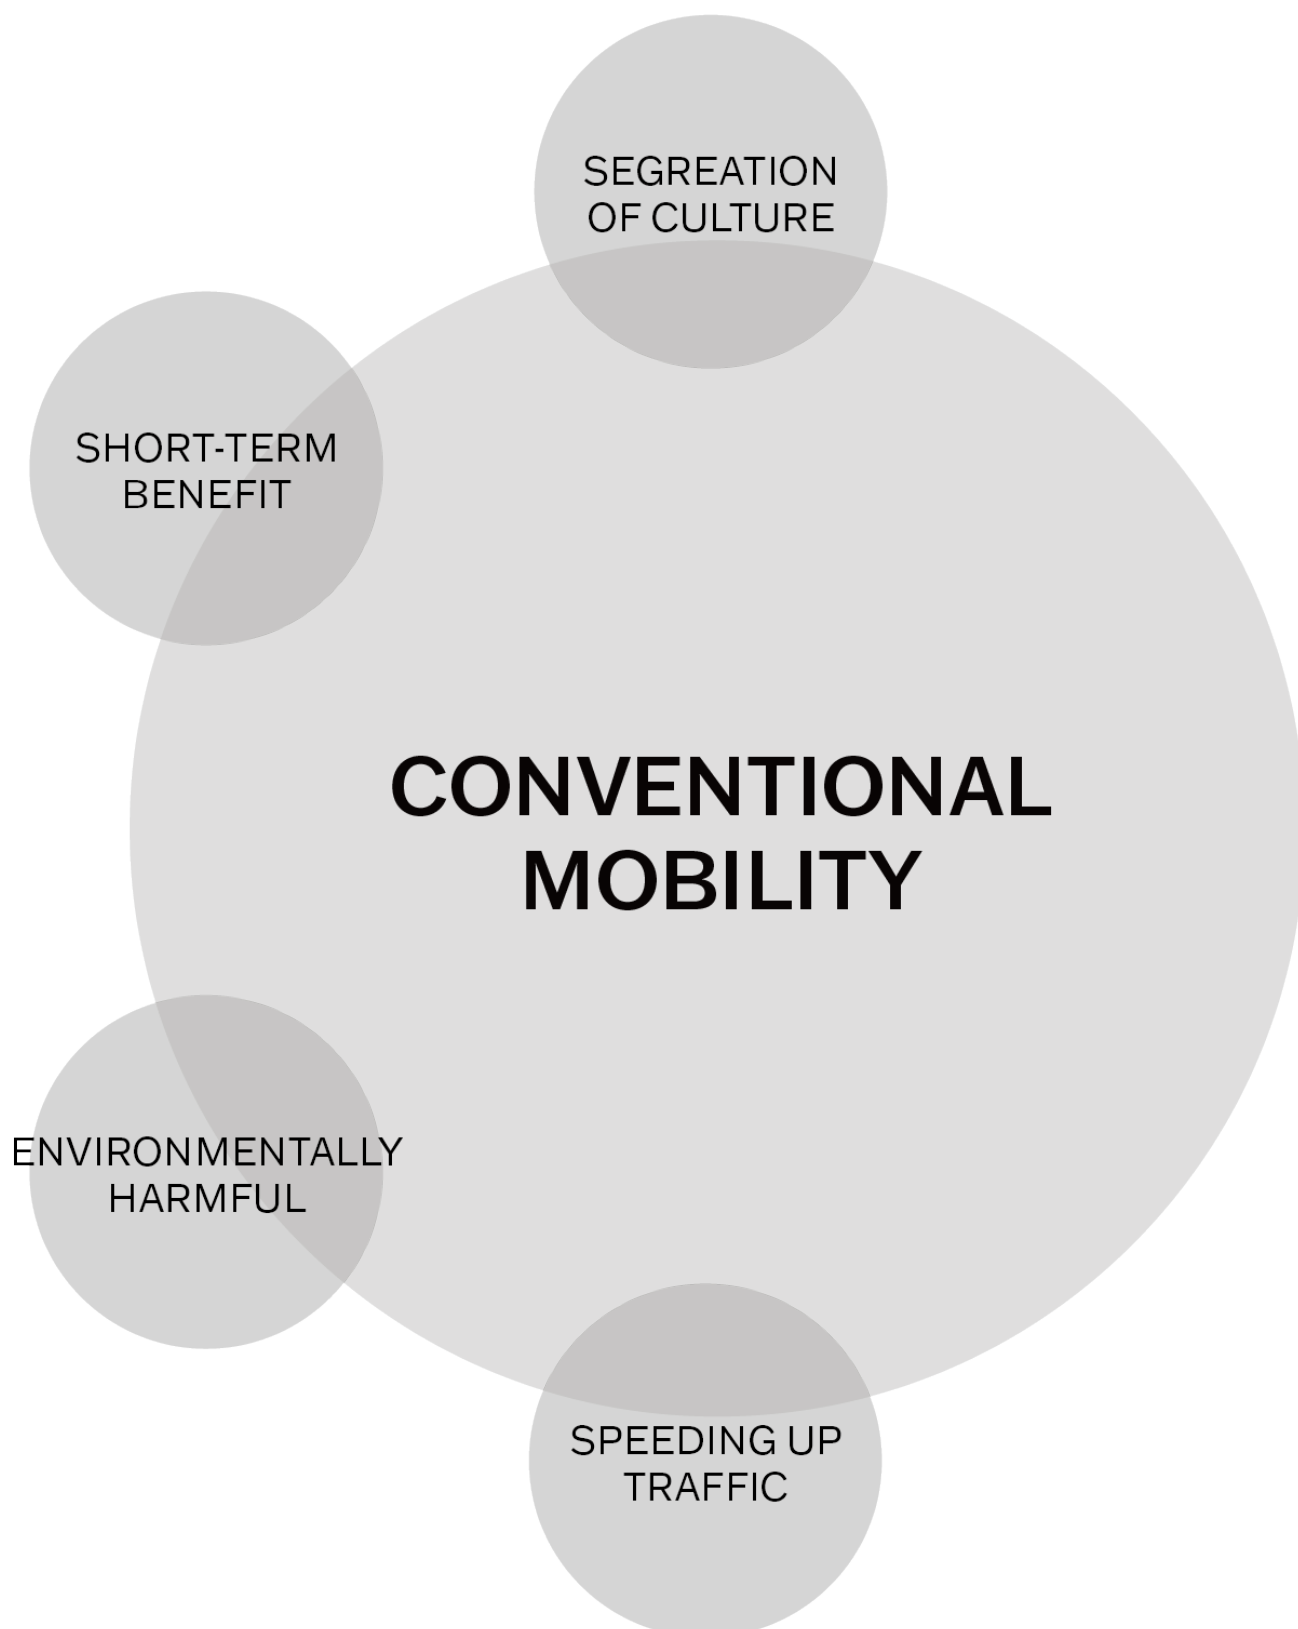 SEGREATION
OF CULTURE
SHORT-TERM
BENEFIT
CONVENTIONAL
MOBILITY
ENVIRONMENTALLY
HARMFUL
SPEEDING UP
TRAFFIC